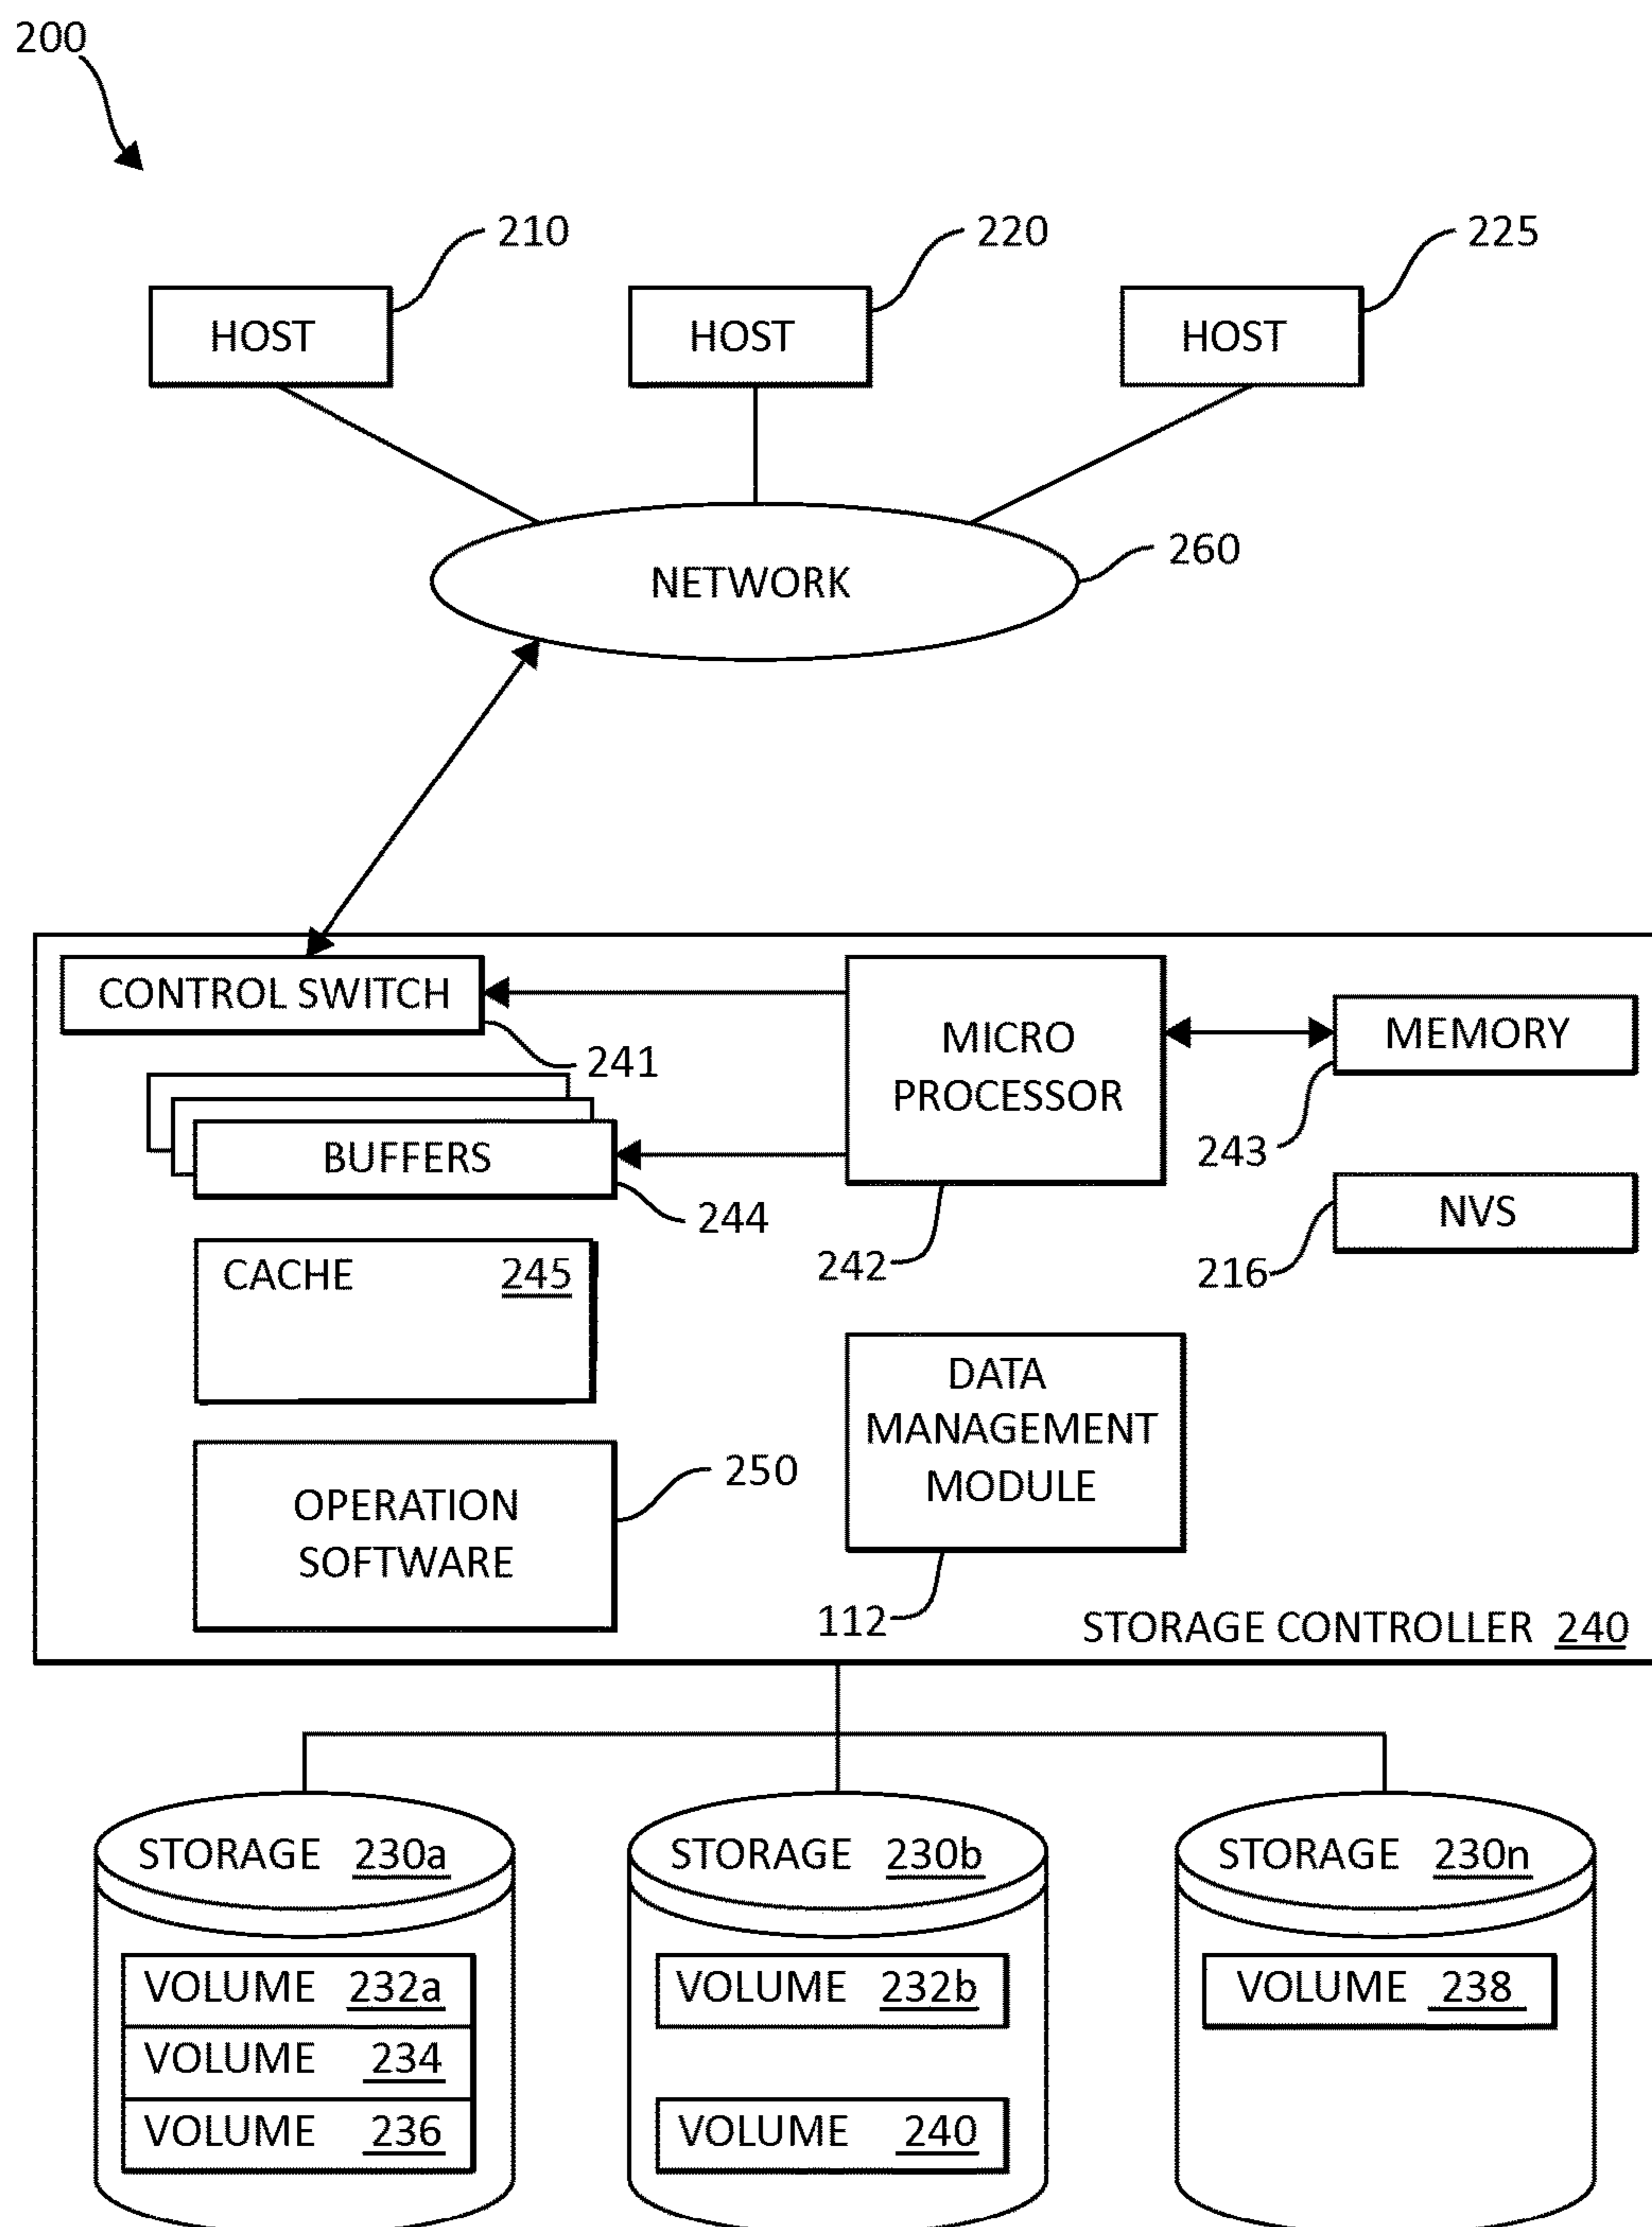 200
210
220
225
HOST
HOST
HOST
260
NETWORK
CONTROL SWITCH
241
MICRO
PROCESSOR
242
MEMORY
243
BUFFERS
244
NVS
216
CACHE 245
DATA
MANAGEMENT
MODULE
112
OPERATION
SOFTWARE
250
STORAGE CONTROLLER 240
STORAGE 230a
VOLUME 232a
VOLUME 234
VOLUME 236
STORAGE 230b
VOLUME 232b
VOLUME 240
STORAGE 230n
VOLUME 238